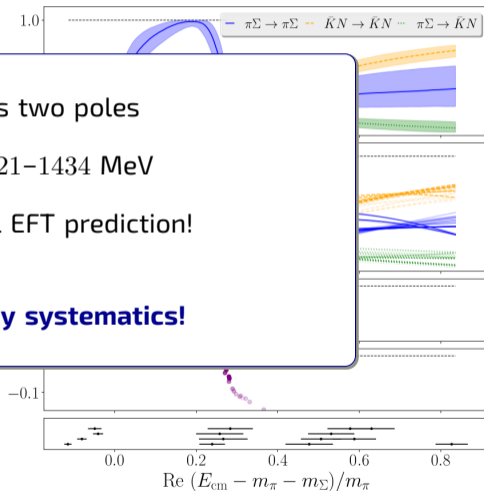 1.0
πΣ → πΣ K̄N → K̄N πΣ → K̄N
s two poles
21–1434 MeV
EFT prediction!
y systematics!
−0.1
0.0 0.2 0.4 0.6 0.8
Re (E_cm − m_π − m_Σ)/m_π